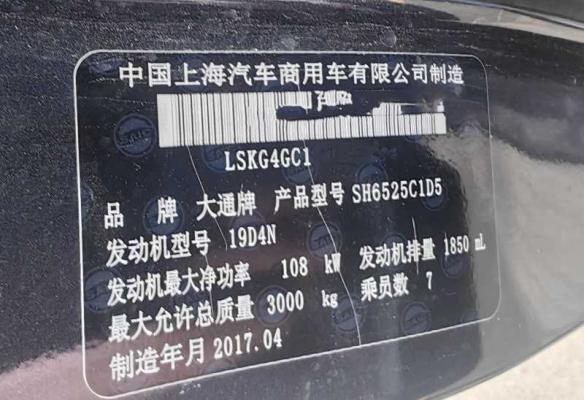 中国上海汽车商用车有限公司制造
LSKG4GC1
品 牌 大通牌 产品型号 SH6525C1D5
发动机型号 19D4N
发动机最大净功率 108 kW 发动机排量 1850 mL
最大允许总质量 3000 kg 乘员数 7
制造年月 2017.04